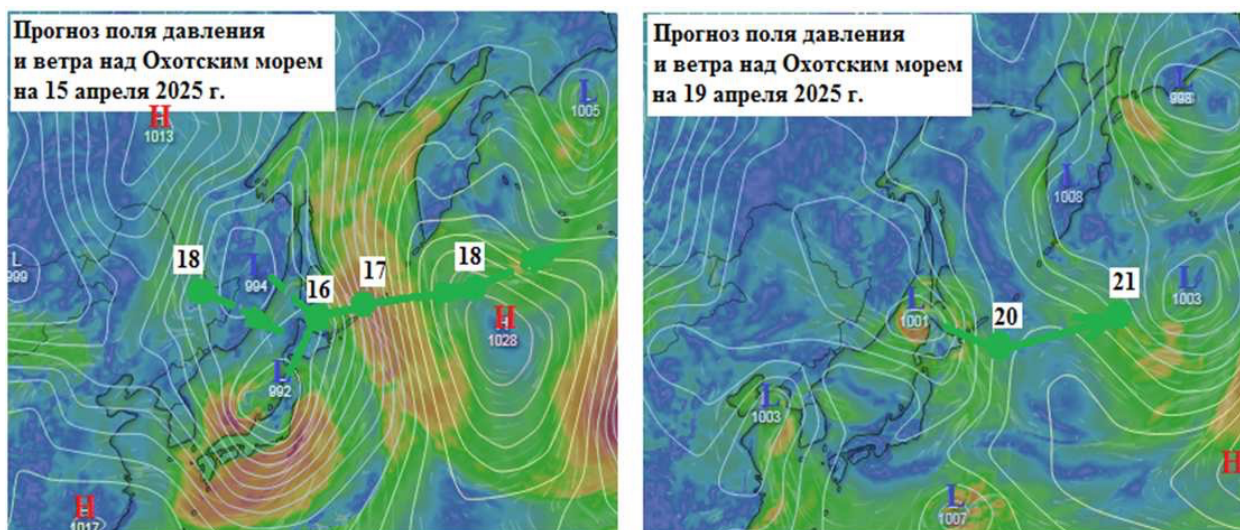 Прогноз поля давления
и ветра над Охотским морем
на 15 апреля 2025 г.
H
1013
L
1005
L
999
18
L
994
16
17
18
H
H
1028
L
992
H
1017
Прогноз поля давления
и ветра над Охотским морем
на 19 апреля 2025 г.
L
998
L
1008
21
L
1003
L
1001
20
L
1003
H
L
1007